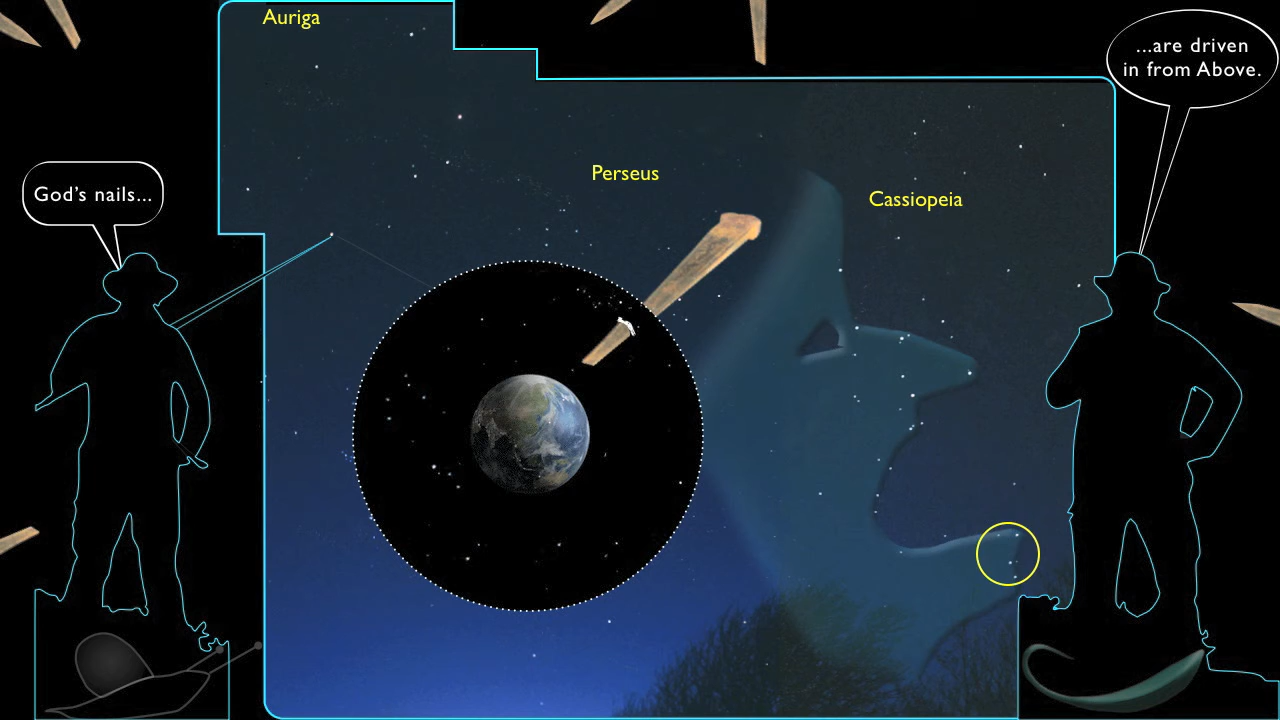 Auriga
...are driven
in from Above.
Perseus
God's nails...
Cassiopeia